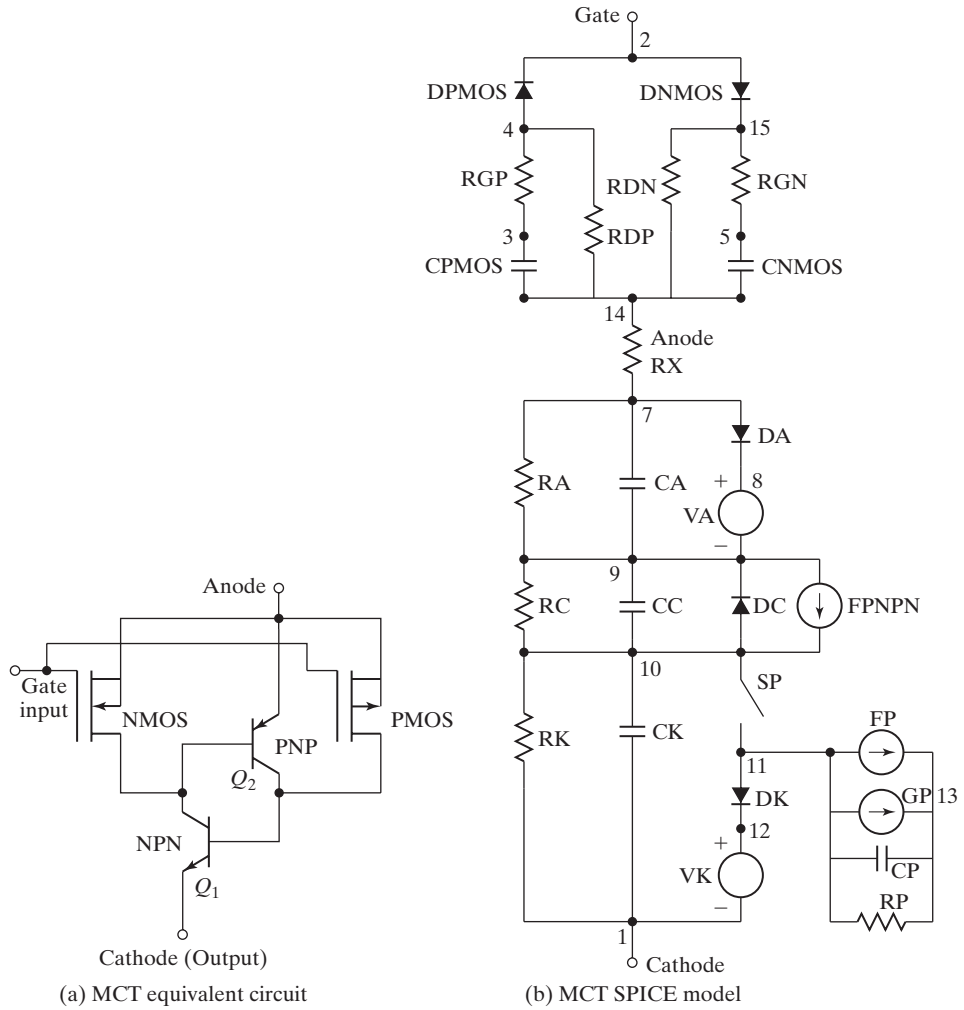 Gate
2
DPMOS
DNMOS
4
15
RGP
RDN
RGN
RDP
3
5
CPMOS
CNMOS
14
Anode
RX
7
DA
RA
CA
+
8
VA
−
9
RC
CC
DC
FPNPN
10
SP
RK
CK
FP
11
GP
13
DK
12
+
CP
VK
RP
−
1
Cathode
(b) MCT SPICE model
Anode
Gate
input
NMOS
PMOS
PNP
Q2
NPN
Q1
Cathode (Output)
(a) MCT equivalent circuit